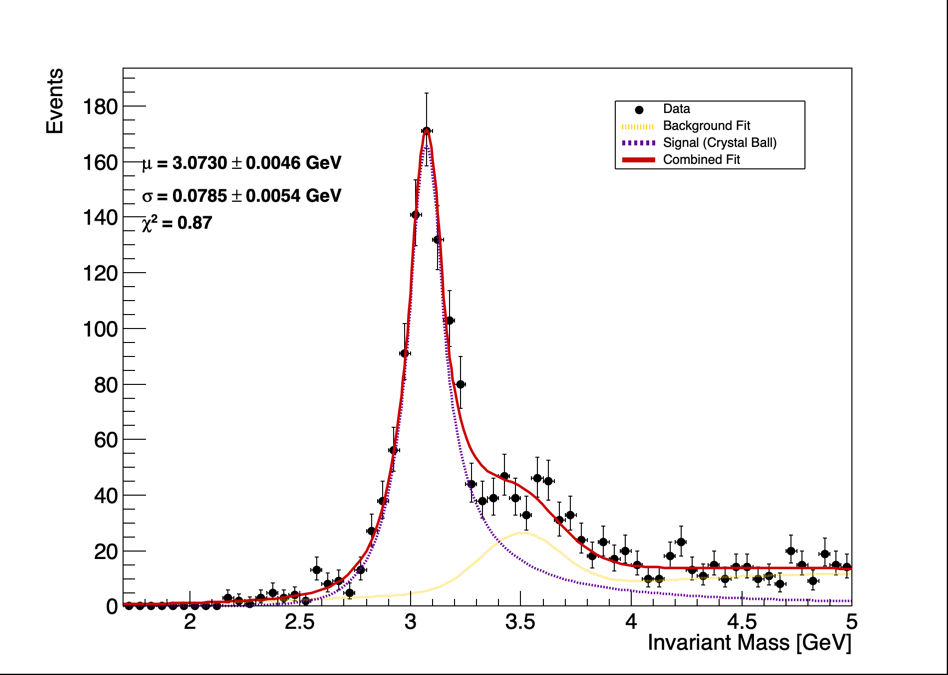 Events
180
160
140
120
100
80
60
40
20
0
μ = 3.0730 ± 0.0046 GeV
σ = 0.0785 ± 0.0054 GeV
χ̃² = 0.87
Data
Background Fit
Signal (Crystal Ball)
Combined Fit
2 2.5 3 3.5 4 4.5 5
Invariant Mass [GeV]